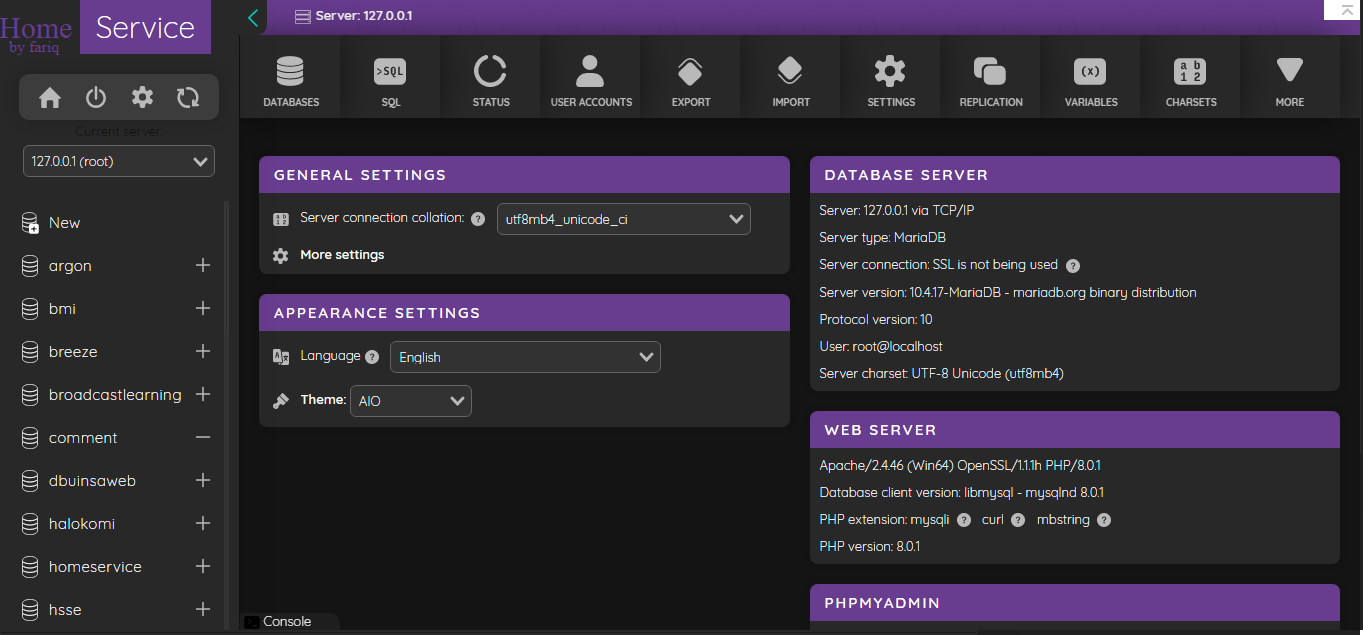 Home
by fariq
Service
Current server:
127.0.0.1 (root)
New
argon
bmi
breeze
broadcastlearning
comment
dbuinsaweb
halokomi
homeservice
hsse
Server: 127.0.0.1
DATABASES
>SQL
SQL
STATUS
USER ACCOUNTS
EXPORT
IMPORT
SETTINGS
REPLICATION
(x)
VARIABLES
a b
1 2
CHARSETS
MORE
GENERAL SETTINGS
Server connection collation: ? utf8mb4_unicode_ci
More settings
APPEARANCE SETTINGS
Language ? English
Theme: AIO
DATABASE SERVER
Server: 127.0.0.1 via TCP/IP
Server type: MariaDB
Server connection: SSL is not being used ?
Server version: 10.4.17-MariaDB - mariadb.org binary distribution
Protocol version: 10
User: root@localhost
Server charset: UTF-8 Unicode (utf8mb4)
WEB SERVER
Apache/2.4.46 (Win64) OpenSSL/1.1.1h PHP/8.0.1
Database client version: libmysql - mysqlnd 8.0.1
PHP extension: mysqli ? curl ? mbstring ?
PHP version: 8.0.1
PHPMYADMIN
Console